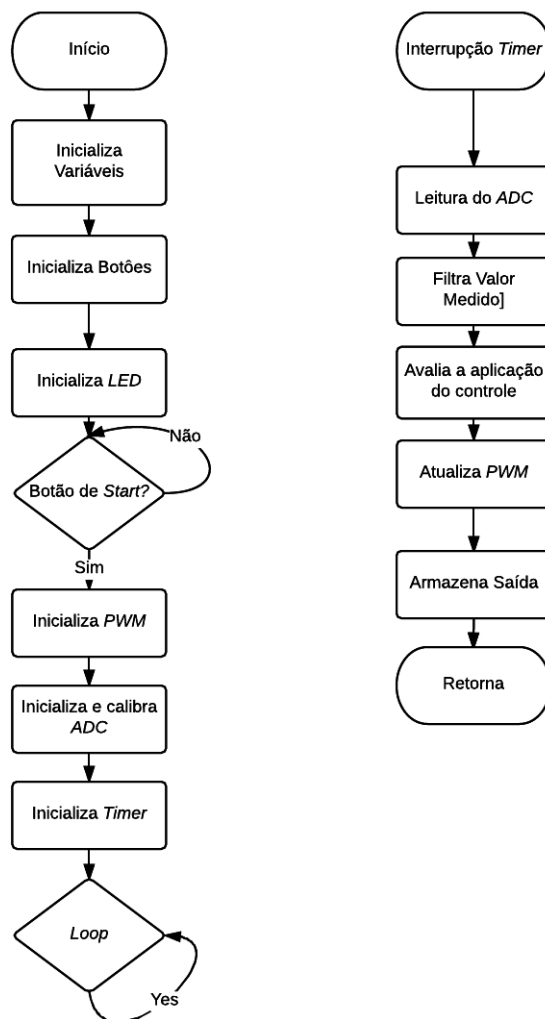 Início
Inicializa
Variáveis
Inicializa Botôes
Inicializa LED
Não
Botão de Start?
Sim
Inicializa PWM
Inicializa e calibra
ADC
Inicializa Timer
Loop
Yes
Interrupção Timer
Leitura do ADC
Filtra Valor
Medido]
Avalia a aplicação
do controle
Atualiza PWM
Armazena Saída
Retorna